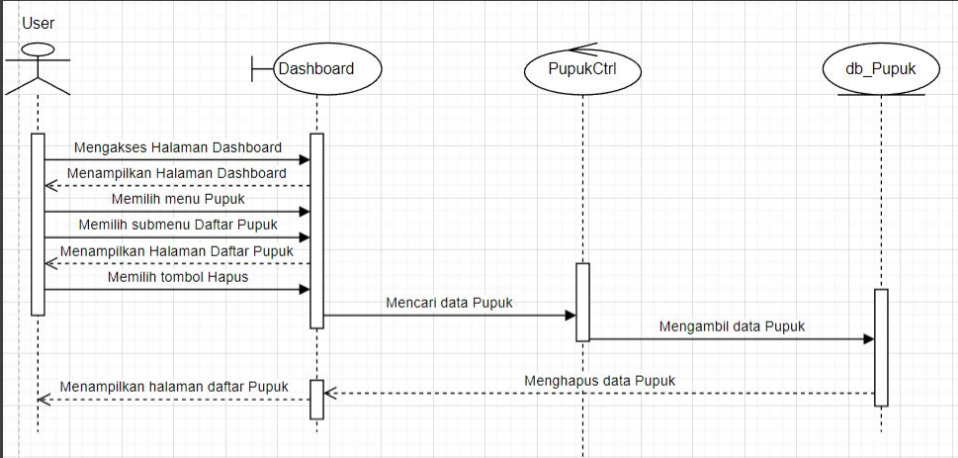 User
Dashboard
PupukCtrl
db_Pupuk
Mengakses Halaman Dashboard
Menampilkan Halaman Dashboard
Memilih menu Pupuk
Memilih submenu Daftar Pupuk
Menampilkan Halaman Daftar Pupuk
Memilih tombol Hapus
Mencari data Pupuk
Mengambil data Pupuk
Menghapus data Pupuk
Menampilkan halaman daftar Pupuk